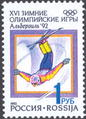 XVI ЗИМНИЕ
ОЛИМПИЙСКИЕ ИГРЫ
Альбервиль '92
1
РУБ
РОССИЯ·ROSSIJA